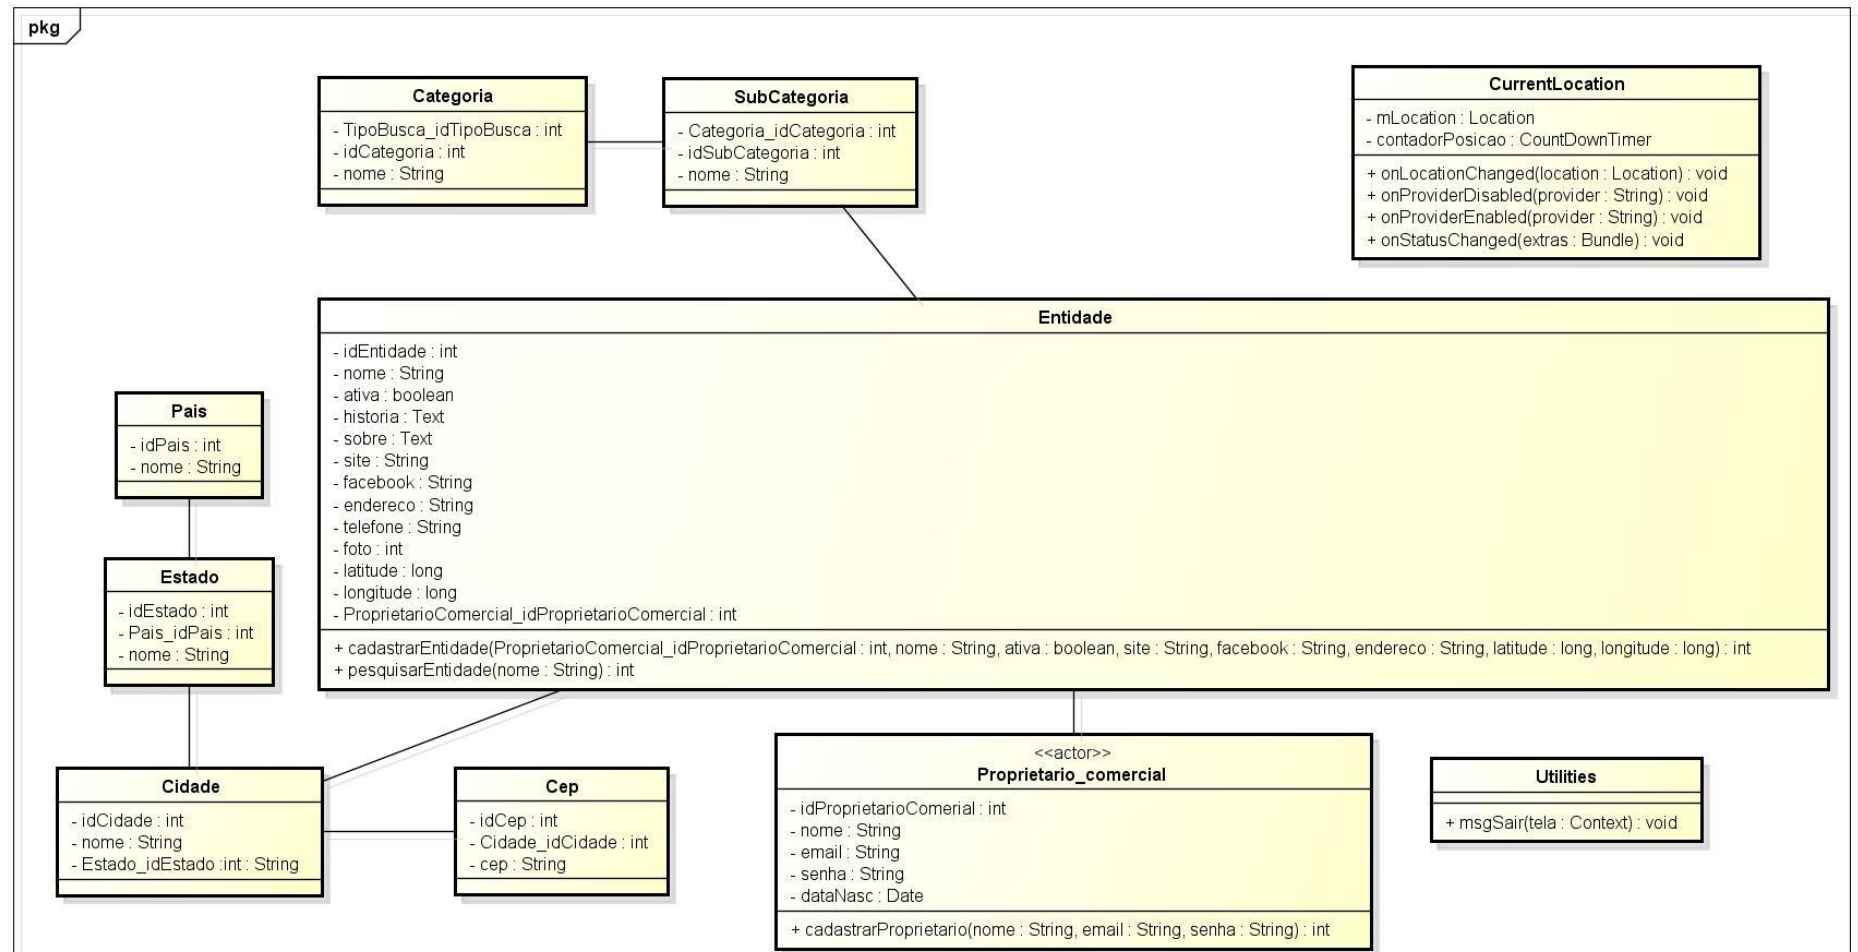 pkg
Categoria
- TipoBusca_idTipoBusca : int
- idCategoria : int
- nome : String
SubCategoria
- Categoria_idCategoria : int
- idSubCategoria : int
- nome : String
CurrentLocation
- mLocation : Location
- contadorPosicao : CountDownTimer
+ onLocationChanged(location : Location) : void
+ onProviderDisabled(provider : String) : void
+ onProviderEnabled(provider : String) : void
+ onStatusChanged(extras : Bundle) : void
Entidade
- idEntidade : int
- nome : String
- ativa : boolean
- historia : Text
- sobre : Text
- site : String
- facebook : String
- endereco : String
- telefone : String
- foto : int
- latitude : long
- longitude : long
- ProprietarioComercial_idProprietarioComercial : int
+ cadastrarEntidade(ProprietarioComercial_idProprietarioComercial : int, nome : String, ativa : boolean, site : String, facebook : String, endereco : String, latitude : long, longitude : long) : int
+ pesquisarEntidade(nome : String) : int
Pais
- idPais : int
- nome : String
Estado
- idEstado : int
- Pais_idPais : int
- nome : String
Cidade
- idCidade : int
- nome : String
- Estado_idEstado :int : String
Cep
- idCep : int
- Cidade_idCidade : int
- cep : String
<<actor>>
Proprietario_comercial
- idProprietarioComerial : int
- nome : String
- email : String
- senha : String
- dataNasc : Date
+ cadastrarProprietario(nome : String, email : String, senha : String) : int
Utilities
+ msgSair(tela : Context) : void